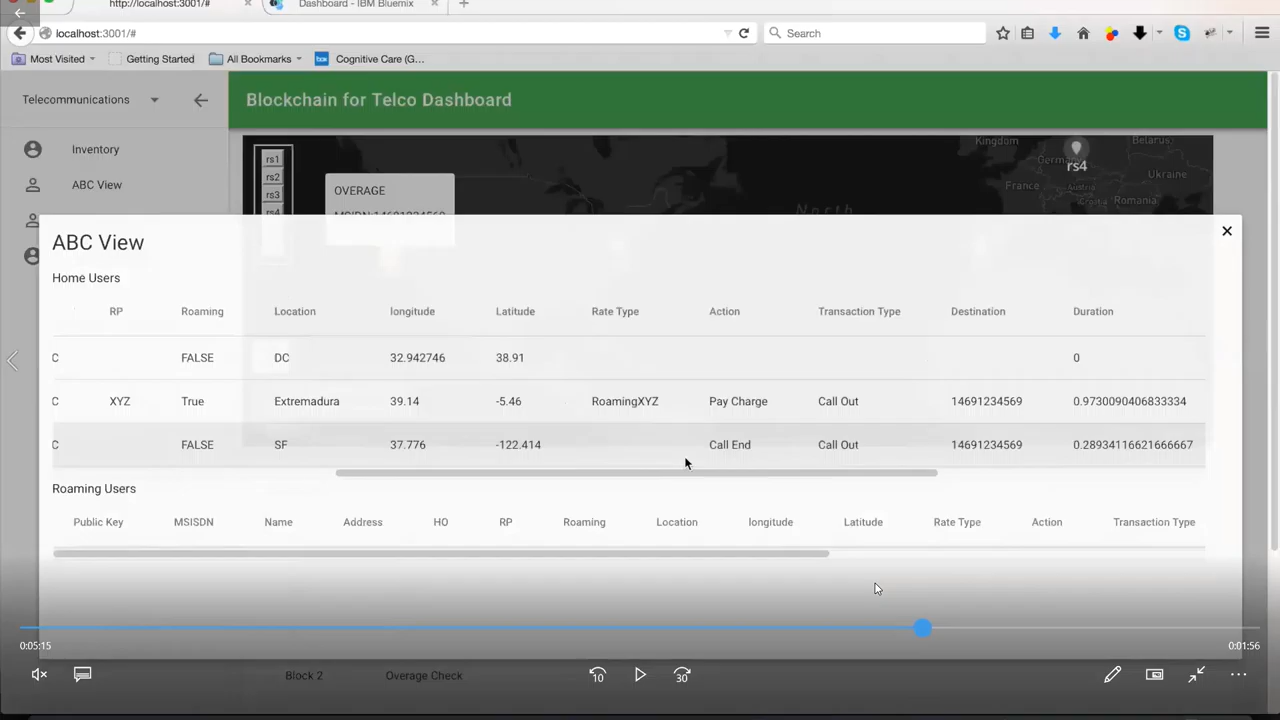 http://localhost:3001/#
Dashboard - IBM Bluemix
localhost:3001/#
Search
Most Visited
Getting Started
All Bookmarks
Cognitive Care (G...
Telecommunications
Blockchain for Telco Dashboard
Inventory
ABC View
rs1
rs2
rs3
rs4
OVERAGE
Kingdom
Belarus
rs4
Ukraine
France
Austria
Romania
North
ABC View
Home Users
RP Roaming Location longitude Latitude Rate Type Action Transaction Type Destination Duration
C FALSE DC 32.942746 38.91 0
C XYZ True Extremadura 39.14 -5.46 RoamingXYZ Pay Charge Call Out 14691234569 0.9730090406833334
C FALSE SF 37.776 -122.414 Call End Call Out 14691234569 0.28934116621666667
Roaming Users
Public Key MSISDN Name Address HO RP Roaming Location longitude Latitude Rate Type Action Transaction Type
0:05:15
0:01:56
10
30
Block 2 Overage Check